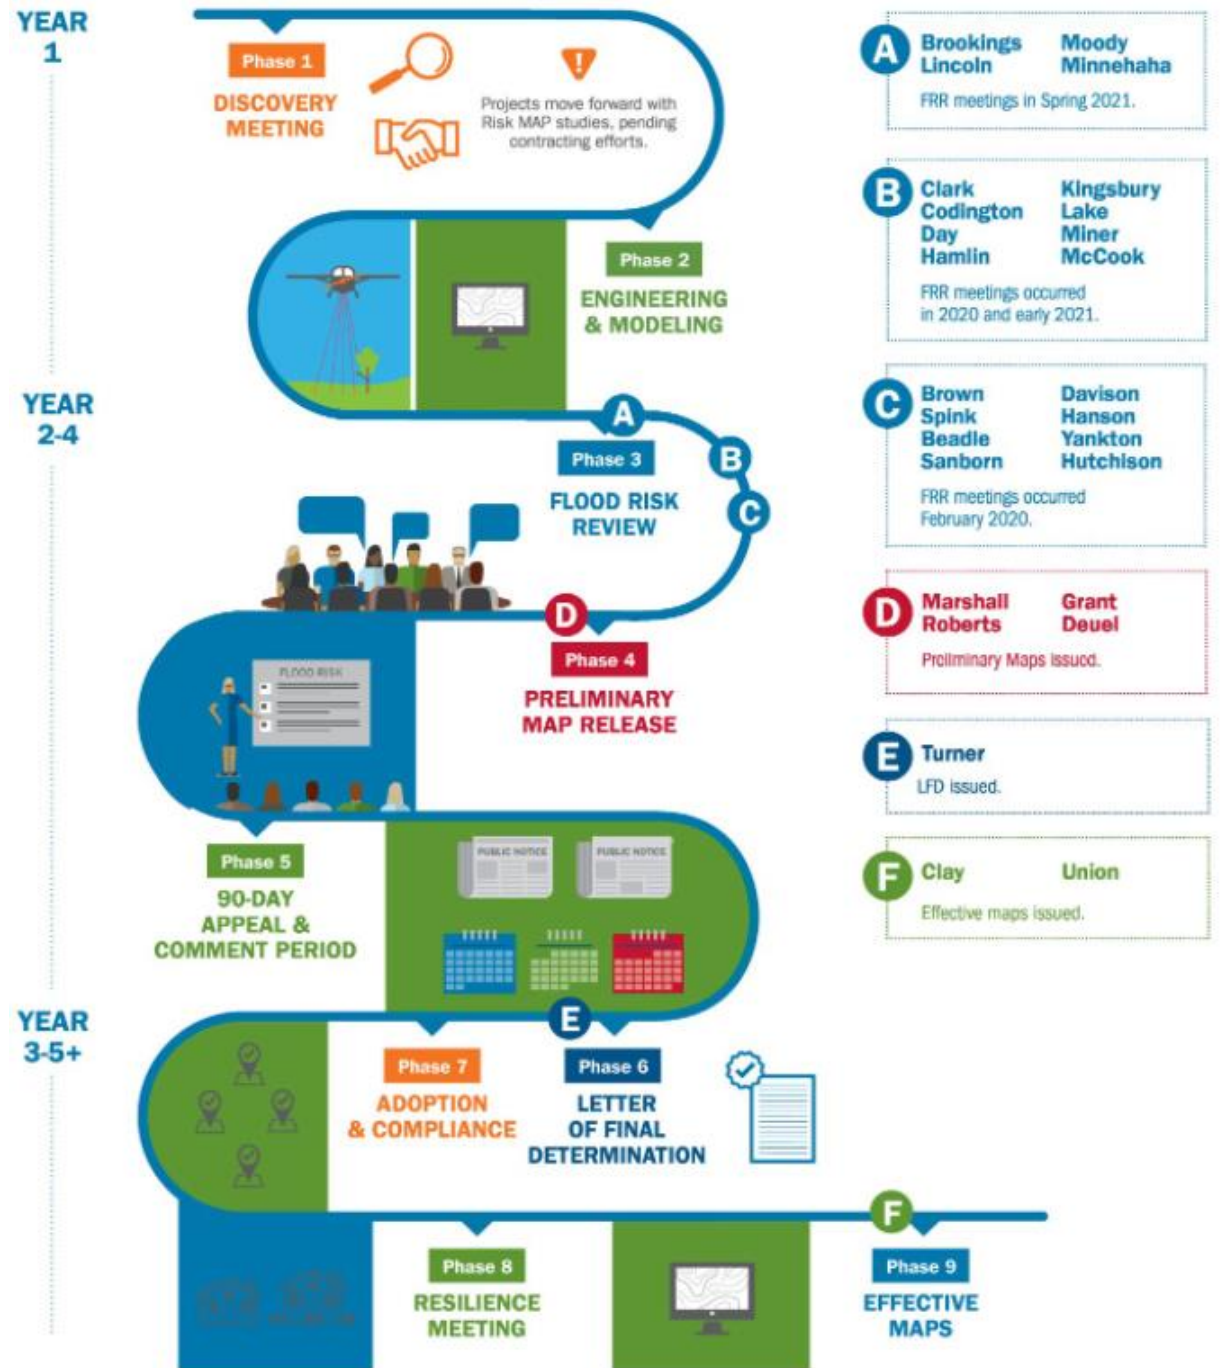 YEAR
1
Phase 1
DISCOVERY
MEETING
!
Projects move forward with
Risk MAP studies, pending
contracting efforts.
Phase 2
ENGINEERING
& MODELING
YEAR
2-4
A
Phase 3
FLOOD RISK
REVIEW
B
C
D
Phase 4
PRELIMINARY
MAP RELEASE
FLOOD RISK
Phase 5
90-DAY
APPEAL &
COMMENT PERIOD
PUBLIC NOTICE
PUBLIC NOTICE
YEAR
3-5+
E
Phase 7
ADOPTION
& COMPLIANCE
Phase 6
LETTER
OF FINAL
DETERMINATION
F
Phase 8
RESILIENCE
MEETING
Phase 9
EFFECTIVE
MAPS
A
Brookings Moody
Lincoln Minnehaha
FRR meetings in Spring 2021.
B
Clark Kingsbury
Codington Lake
Day Miner
Hamlin McCook
FRR meetings occurred
in 2020 and early 2021.
C
Brown Davison
Spink Hanson
Beadle Yankton
Sanborn Hutchison
FRR meetings occurred
February 2020.
D
Marshall Grant
Roberts Deuel
Preliminary Maps issued.
E
Turner
LFD issued.
F
Clay Union
Effective maps issued.